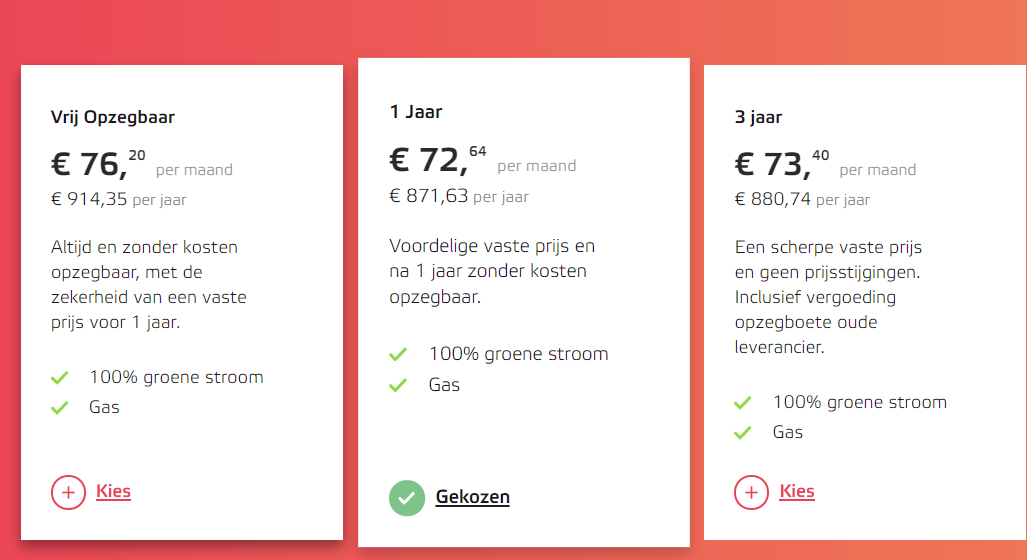 Vrij Opzegbaar
€ 76,20 per maand
€ 914,35 per jaar
Altijd en zonder kosten
opzegbaar, met de
zekerheid van een vaste
prijs voor 1 jaar.
100% groene stroom
Gas
Kies
1 Jaar
€ 72,64 per maand
€ 871,63 per jaar
Voordelige vaste prijs en
na 1 jaar zonder kosten
opzegbaar.
100% groene stroom
Gas
Gekozen
3 jaar
€ 73,40 per maand
€ 880,74 per jaar
Een scherpe vaste prijs
en geen prijsstijgingen.
Inclusief vergoeding
opzegboete oude
leverancier.
100% groene stroom
Gas
Kies